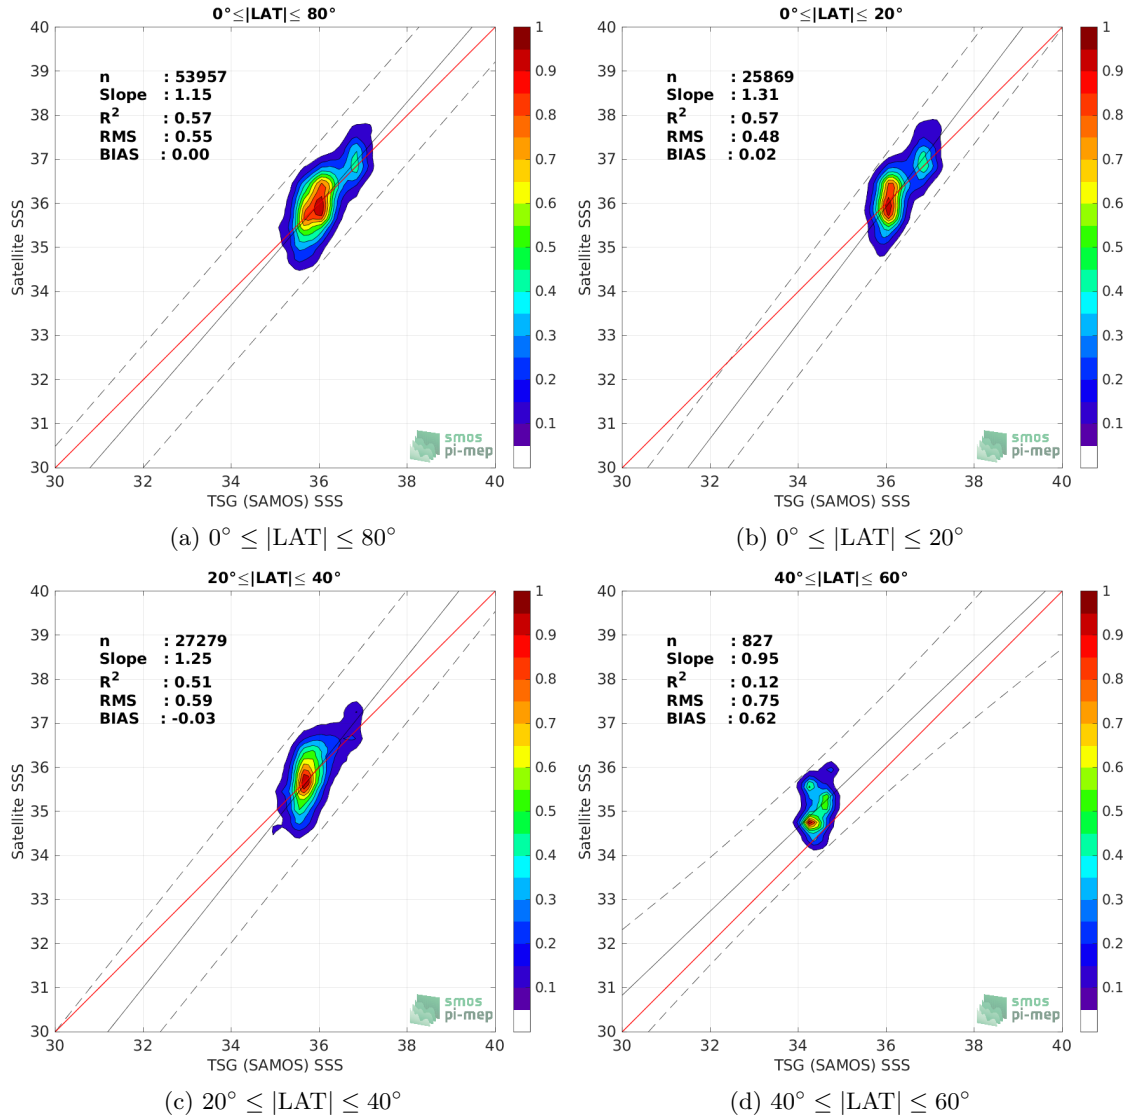 0°≤|LAT|≤ 80°
n : 53957
Slope : 1.15
R² : 0.57
RMS : 0.55
BIAS : 0.00
40
39
38
37
36
35
34
33
32
31
30
Satellite SSS
30 32 34 36 38 40
TSG (SAMOS) SSS
smos
pi-mep
1
0.9
0.8
0.7
0.6
0.5
0.4
0.3
0.2
0.1
(a) 0° ≤ |LAT| ≤ 80°
0°≤|LAT|≤ 20°
n : 25869
Slope : 1.31
R² : 0.57
RMS : 0.48
BIAS : 0.02
40
39
38
37
36
35
34
33
32
31
30
Satellite SSS
30 32 34 36 38 40
TSG (SAMOS) SSS
smos
pi-mep
1
0.9
0.8
0.7
0.6
0.5
0.4
0.3
0.2
0.1
(b) 0° ≤ |LAT| ≤ 20°
20°≤|LAT|≤ 40°
n : 27279
Slope : 1.25
R² : 0.51
RMS : 0.59
BIAS : -0.03
40
39
38
37
36
35
34
33
32
31
30
Satellite SSS
30 32 34 36 38 40
TSG (SAMOS) SSS
smos
pi-mep
1
0.9
0.8
0.7
0.6
0.5
0.4
0.3
0.2
0.1
(c) 20° ≤ |LAT| ≤ 40°
40°≤|LAT|≤ 60°
n : 827
Slope : 0.95
R² : 0.12
RMS : 0.75
BIAS : 0.62
40
39
38
37
36
35
34
33
32
31
30
Satellite SSS
30 32 34 36 38 40
TSG (SAMOS) SSS
smos
pi-mep
1
0.9
0.8
0.7
0.6
0.5
0.4
0.3
0.2
0.1
(d) 40° ≤ |LAT| ≤ 60°